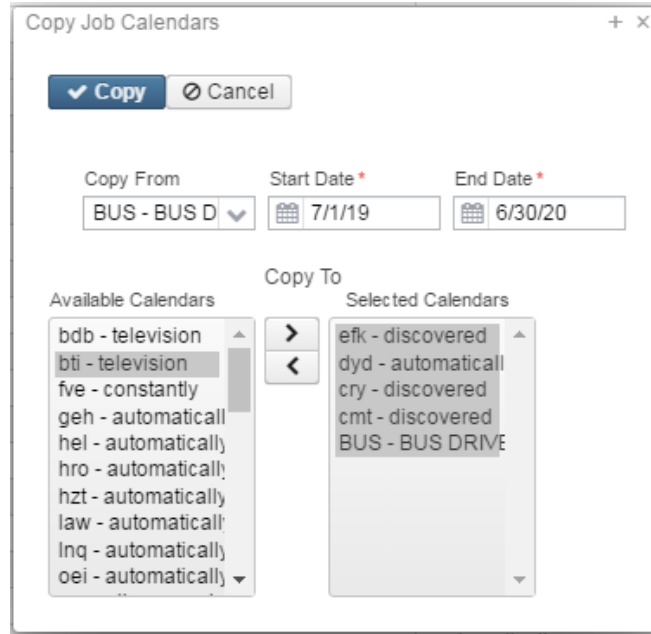 Copy Job Calendars
Copy
Cancel
Copy From
Start Date *
End Date *
BUS - BUS D
7/1/19
6/30/20
Copy To
Available Calendars
Selected Calendars
bdb - television
bti - television
fve - constantly
geh - automaticall
hel - automatically
hro - automatically
hzt - automatically
law - automatically
lnq - automatically
oei - automatically
efk - discovered
dyd - automaticall
cry - discovered
cmt - discovered
BUS - BUS DRIVE